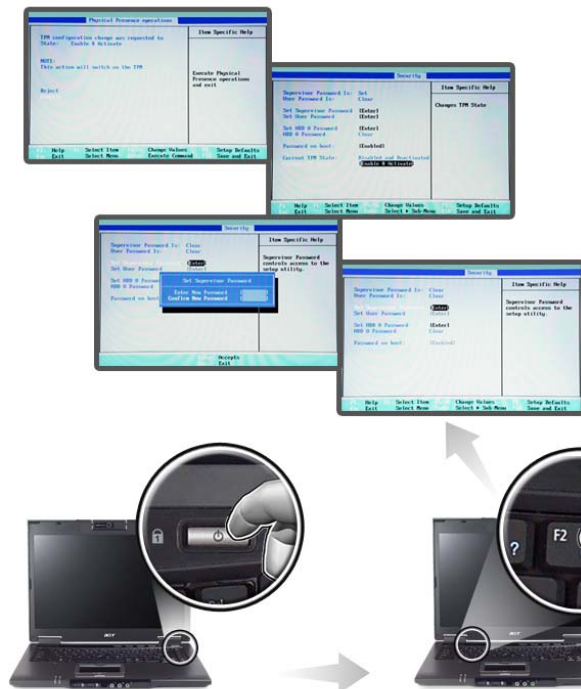 Physical Presence operations
TPM configuration change was requested to
State: Enable & Activate
NOTE:
This action will switch on the TPM
Reject
Item Specific Help
Execute Physical
Presence operations
and exit
Help Select Item Change Values Setup Defaults
Exit Select Menu Execute Command Save and Exit
Security
Supervisor Password Is: Set
User Password Is: Clear
Set Supervisor Password [Enter]
Set User Password [Enter]
Set HDD 0 Password [Enter]
HDD 0 Password Clear
Password on boot: [Enabled]
Current TPM State: Disabled and Deactivated
[Enable & Activate]
Item Specific Help
Changes TPM State
Help Select Item Change Values Setup Defaults
Exit Select Menu Select Sub-Menu Save and Exit
Security
Supervisor Password Is: Clear
User Password Is: Clear
[Enter]
Set User Password [Enter]
Set HDD 0
HDD 0 Password
Password on boot
Set Supervisor Password
Enter New Password
Confirm New Password
Item Specific Help
Supervisor Password
controls access to the
setup utility.
Accepts
Exit
Security
Supervisor Password Is: Clear
User Password Is: Clear
[Enter]
Set User Password [Enter]
Set HDD 0 Password [Enter]
HDD 0 Password Clear
Password on boot: [Enabled]
Item Specific Help
Supervisor Password
controls access to the
setup utility.
Help Select Item Change Values Setup Defaults
Exit Select Menu Select Sub-Menu Save and Exit
1
?
F2
acer
acer